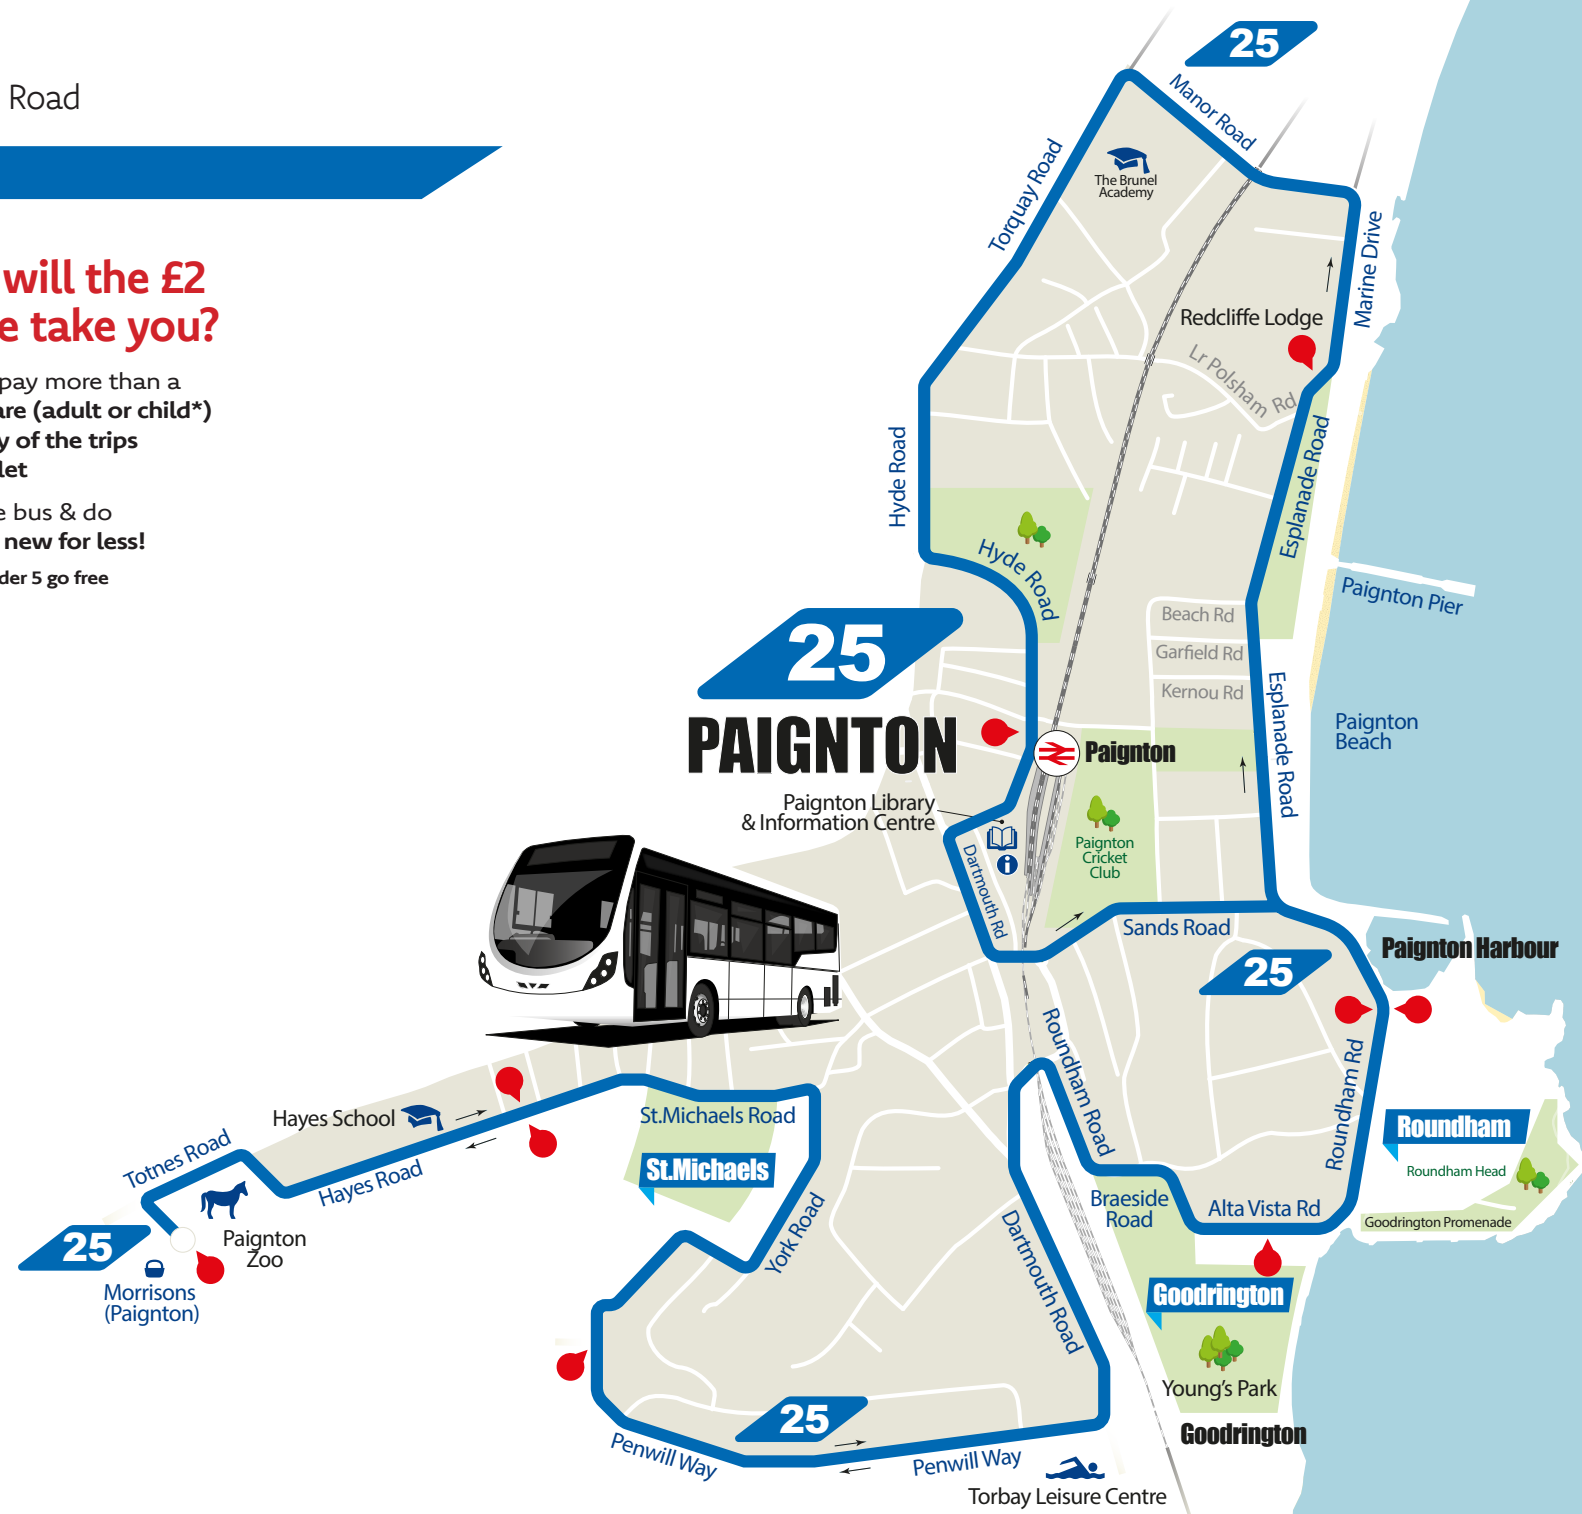 Road
will the £2
e take you?
pay more than a
are (adult or child*)
y of the trips
let
e bus & do
new for less!
der 5 go free
25
Manor Road
Torquay Road
The Brunel
Academy
Marine Drive
Redcliffe Lodge
Lr Polsham Rd
Hyde Road
Esplanade Road
Hyde Road
Paignton Pier
Beach Rd
Garfield Rd
Kernou Rd
25
PAIGNTON
Esplanade Road
Paignton
Beach
Paignton
Paignton Library
& Information Centre
i
Dartmouth Rd
Paignton
Cricket
Club
Sands Road
Paignton Harbour
25
Roundham Road
Roundham Rd
Hayes School
St.Michaels Road
Roundham
Totnes Road
Hayes Road
St.Michaels
Roundham Head
Braeside
Road
Alta Vista Rd
Goodrington Promenade
25
Paignton
Zoo
York Road
Dartmouth Road
Morrisons
(Paignton)
Goodrington
Young's Park
25
Goodrington
Penwill Way
Penwill Way
Torbay Leisure Centre